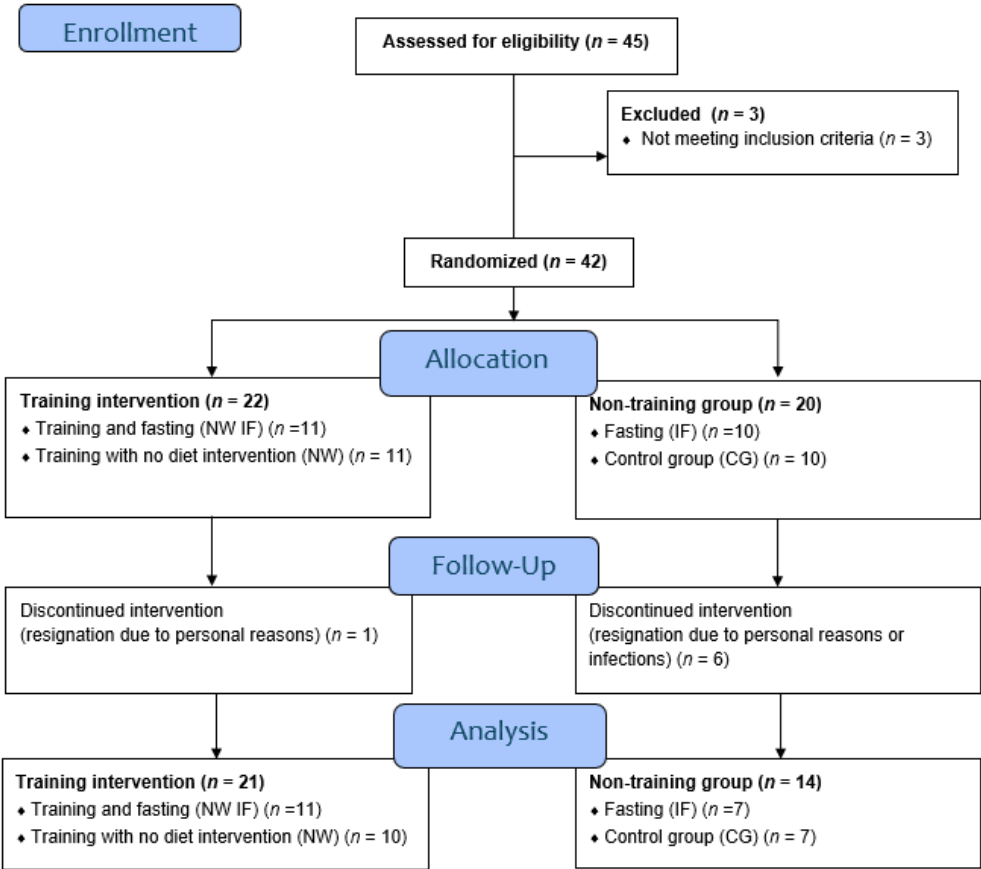 Enrollment
Assessed for eligibility (n = 45)
Excluded (n = 3)
♦ Not meeting inclusion criteria (n = 3)
Randomized (n = 42)
Allocation
Training intervention (n = 22)
♦ Training and fasting (NW IF) (n =11)
♦ Training with no diet intervention (NW) (n = 11)
Non-training group (n = 20)
♦ Fasting (IF) (n =10)
♦ Control group (CG) (n = 10)
Follow-Up
Discontinued intervention
(resignation due to personal reasons) (n = 1)
Discontinued intervention
(resignation due to personal reasons or
infections) (n = 6)
Analysis
Training intervention (n = 21)
♦ Training and fasting (NW IF) (n =11)
♦ Training with no diet intervention (NW) (n = 10)
Non-training group (n = 14)
♦ Fasting (IF) (n =7)
♦ Control group (CG) (n = 7)